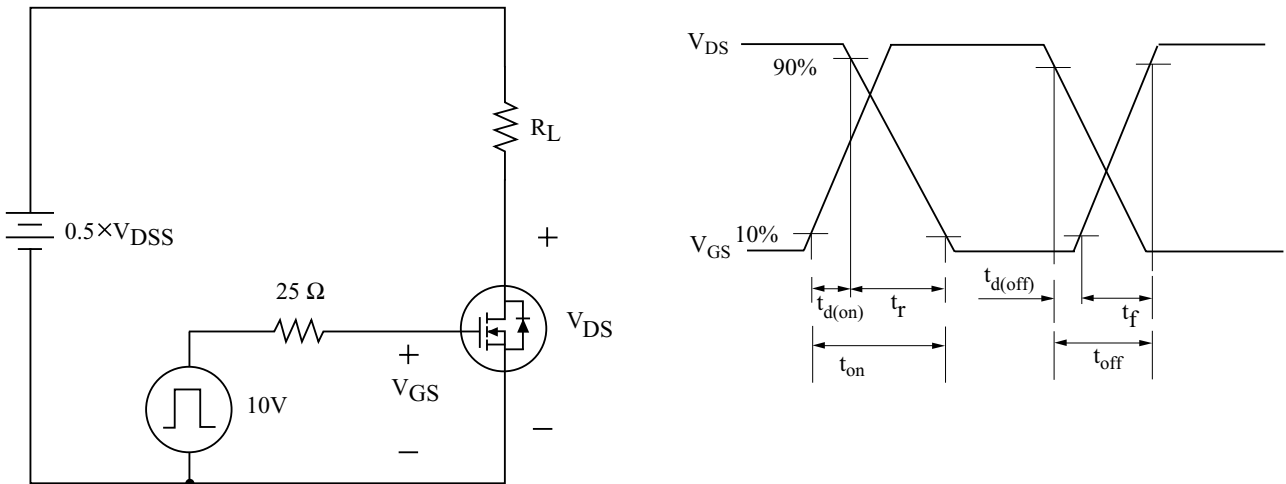 R_L
0.5×V_DSS
+
25 Ω
V_DS
+
V_GS
10V
−
−
V_DS
90%
V_GS 10%
t_d(on)
t_r
t_d(off)
t_f
t_on
t_off